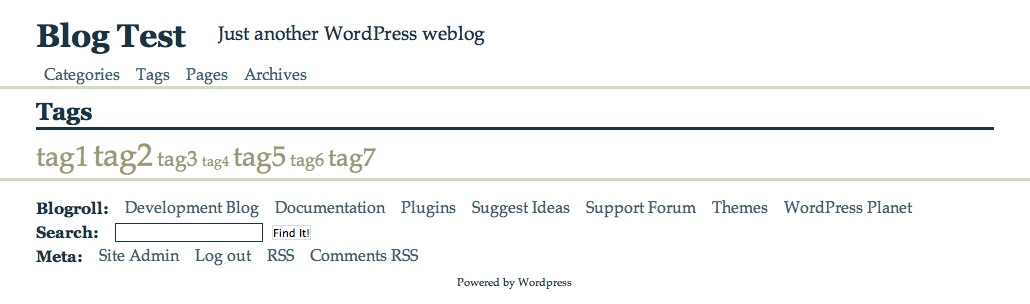 Blog Test Just another WordPress weblog
Categories Tags Pages Archives
Tags
tag1 tag2 tag3 tag4 tag5 tag6 tag7
Blogroll: Development Blog Documentation Plugins Suggest Ideas Support Forum Themes WordPress Planet
Search: Find It!
Meta: Site Admin Log out RSS Comments RSS
Powered by Wordpress